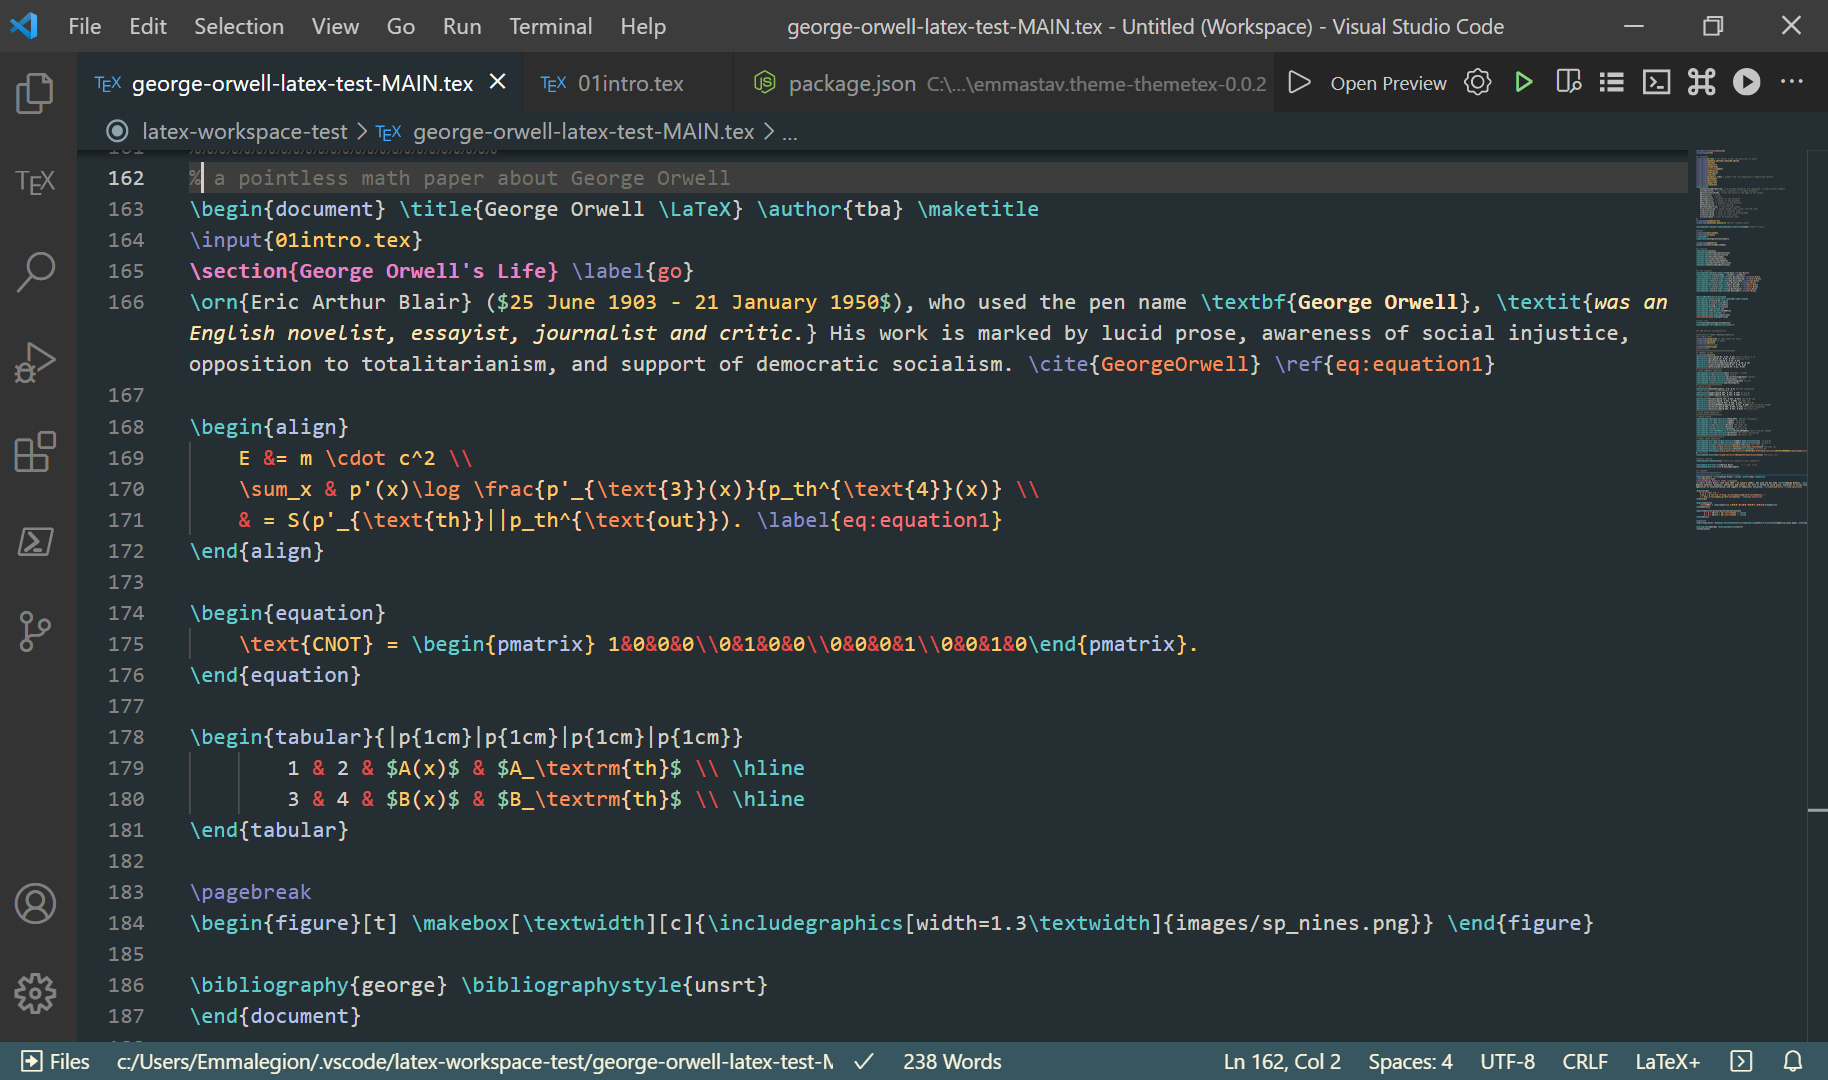 File Edit Selection View Go Run Terminal Help george-orwell-latex-test-MAIN.tex - Untitled (Workspace) - Visual Studio Code
TEX george-orwell-latex-test-MAIN.tex TEX 01intro.tex package.json C:\...\emmastav.theme-themetex-0.0.2 Open Preview
latex-workspace-test > TEX george-orwell-latex-test-MAIN.tex > ...
TEX
162 % a pointless math paper about George Orwell
163 \begin{document} \title{George Orwell \LaTeX} \author{tba} \maketitle
164 \input{01intro.tex}
165 \section{George Orwell's Life} \label{go}
166 \orn{Eric Arthur Blair} ($25 June 1903 - 21 January 1950$), who used the pen name \textbf{George Orwell}, \textit{was an
English novelist, essayist, journalist and critic.} His work is marked by lucid prose, awareness of social injustice,
opposition to totalitarianism, and support of democratic socialism. \cite{GeorgeOrwell} \ref{eq:equation1}
167
168 \begin{align}
169 E &= m \cdot c^2 \\
170 \sum_x & p'(x)\log \frac{p'_{\text{3}}(x)}{p_th^{\text{4}}(x)} \\
171 & = S(p'_{\text{th}}||p_th^{\text{out}}). \label{eq:equation1}
172 \end{align}
173
174 \begin{equation}
175 \text{CNOT} = \begin{pmatrix} 1&0&0&0\\0&1&0&0\\0&0&0&1\\0&0&1&0\end{pmatrix}.
176 \end{equation}
177
178 \begin{tabular}{|p{1cm}|p{1cm}|p{1cm}|p{1cm}}
179 1 & 2 & $A(x)$ & $A_\textrm{th}$ \\ \hline
180 3 & 4 & $B(x)$ & $B_\textrm{th}$ \\ \hline
181 \end{tabular}
182
183 \pagebreak
184 \begin{figure}[t] \makebox[\textwidth][c]{\includegraphics[width=1.3\textwidth]{images/sp_nines.png}} \end{figure}
185
186 \bibliography{george} \bibliographystyle{unsrt}
187 \end{document}
Files c:/Users/Emmalegion/.vscode/latex-workspace-test/george-orwell-latex-test-M 238 Words Ln 162, Col 2 Spaces: 4 UTF-8 CRLF LaTeX+